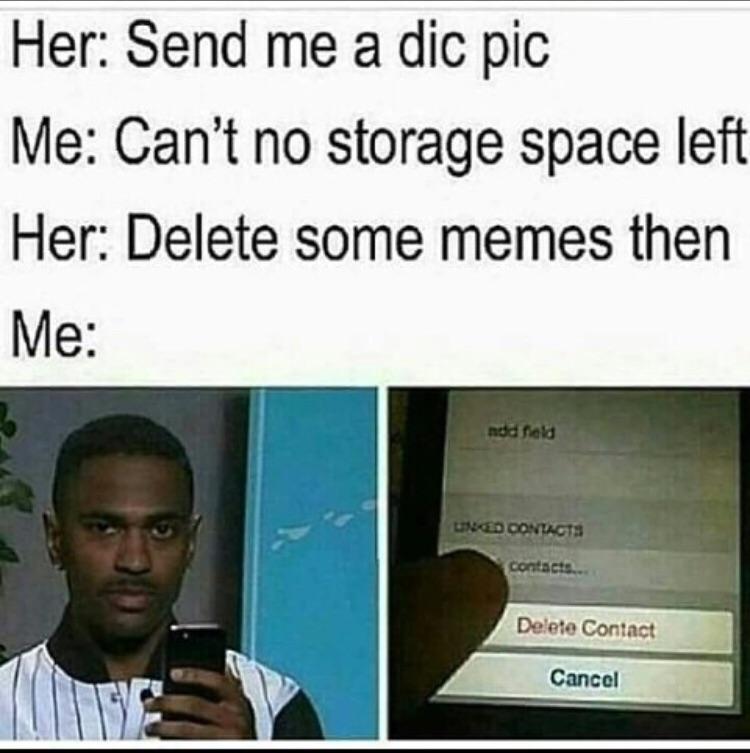 Her: Send me a dic pic
Me: Can't no storage space left
Her: Delete some memes then
Me:
add field
LINKED CONTACTS
contacts...
Delete Contact
Cancel